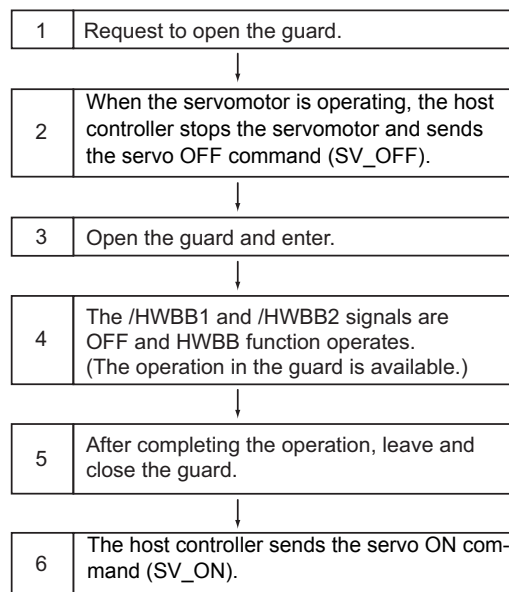 1
Request to open the guard.
2
When the servomotor is operating, the host
controller stops the servomotor and sends
the servo OFF command (SV_OFF).
3
Open the guard and enter.
4
The /HWBB1 and /HWBB2 signals are
OFF and HWBB function operates.
(The operation in the guard is available.)
5
After completing the operation, leave and
close the guard.
6
The host controller sends the servo ON com-
mand (SV_ON).